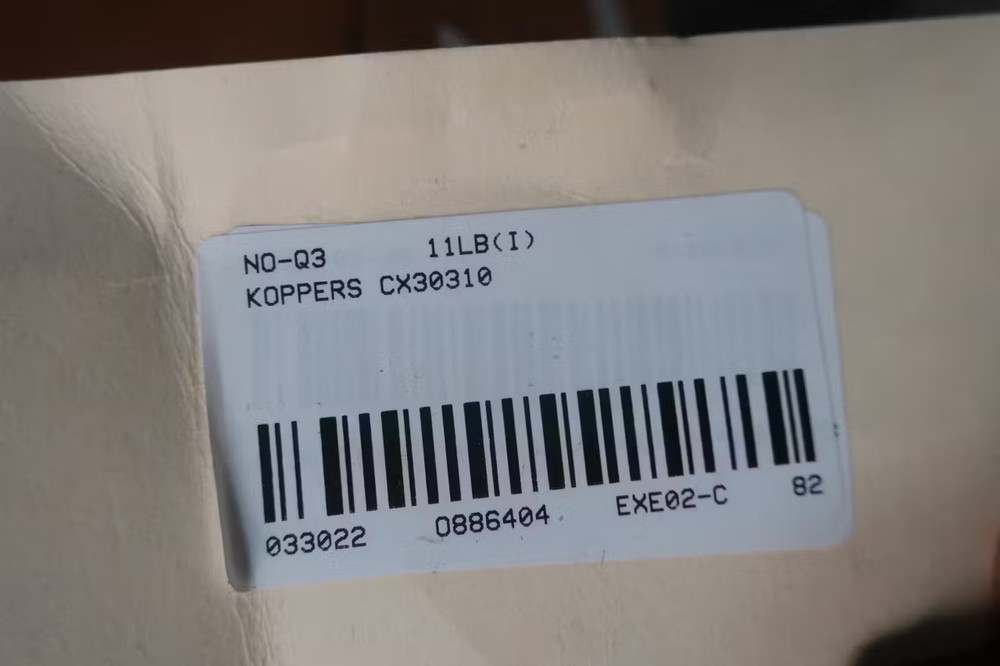 NO-Q3 11LB(I)
KOPPERS CX30310
033022 0886404 EXE02-C 82